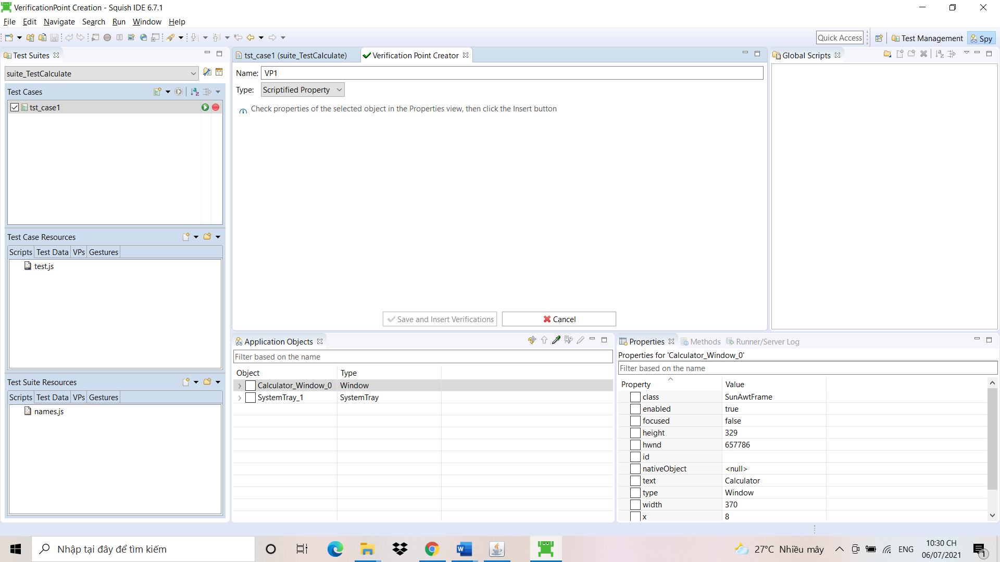 VerificationPoint Creation - Squish IDE 6.7.1
File Edit Navigate Search Run Window Help
Quick Access Test Management Spy
Test Suites
suite_TestCalculate
Test Cases
tst_case1
Test Case Resources
Scripts Test Data VPs Gestures
test.js
Test Suite Resources
Scripts Test Data VPs Gestures
names.js
tst_case1 (suite_TestCalculate) Verification Point Creator
Name: VP1
Type: Scriptified Property
Check properties of the selected object in the Properties view, then click the Insert button
Save and Insert Verifications Cancel
Global Scripts
Application Objects
Filter based on the name
Object Type
Calculator_Window_0 Window
SystemTray_1 SystemTray
Properties Methods Runner/Server Log
Properties for 'Calculator_Window_0'
Filter based on the name
Property Value
class SunAwtFrame
enabled true
focused false
height 329
hwnd 657786
id
nativeObject <null>
text Calculator
type Window
width 370
x 8
Nhập tại đây để tìm kiếm
27°C Nhiều mây
ENG
10:30 CH
06/07/2021
1